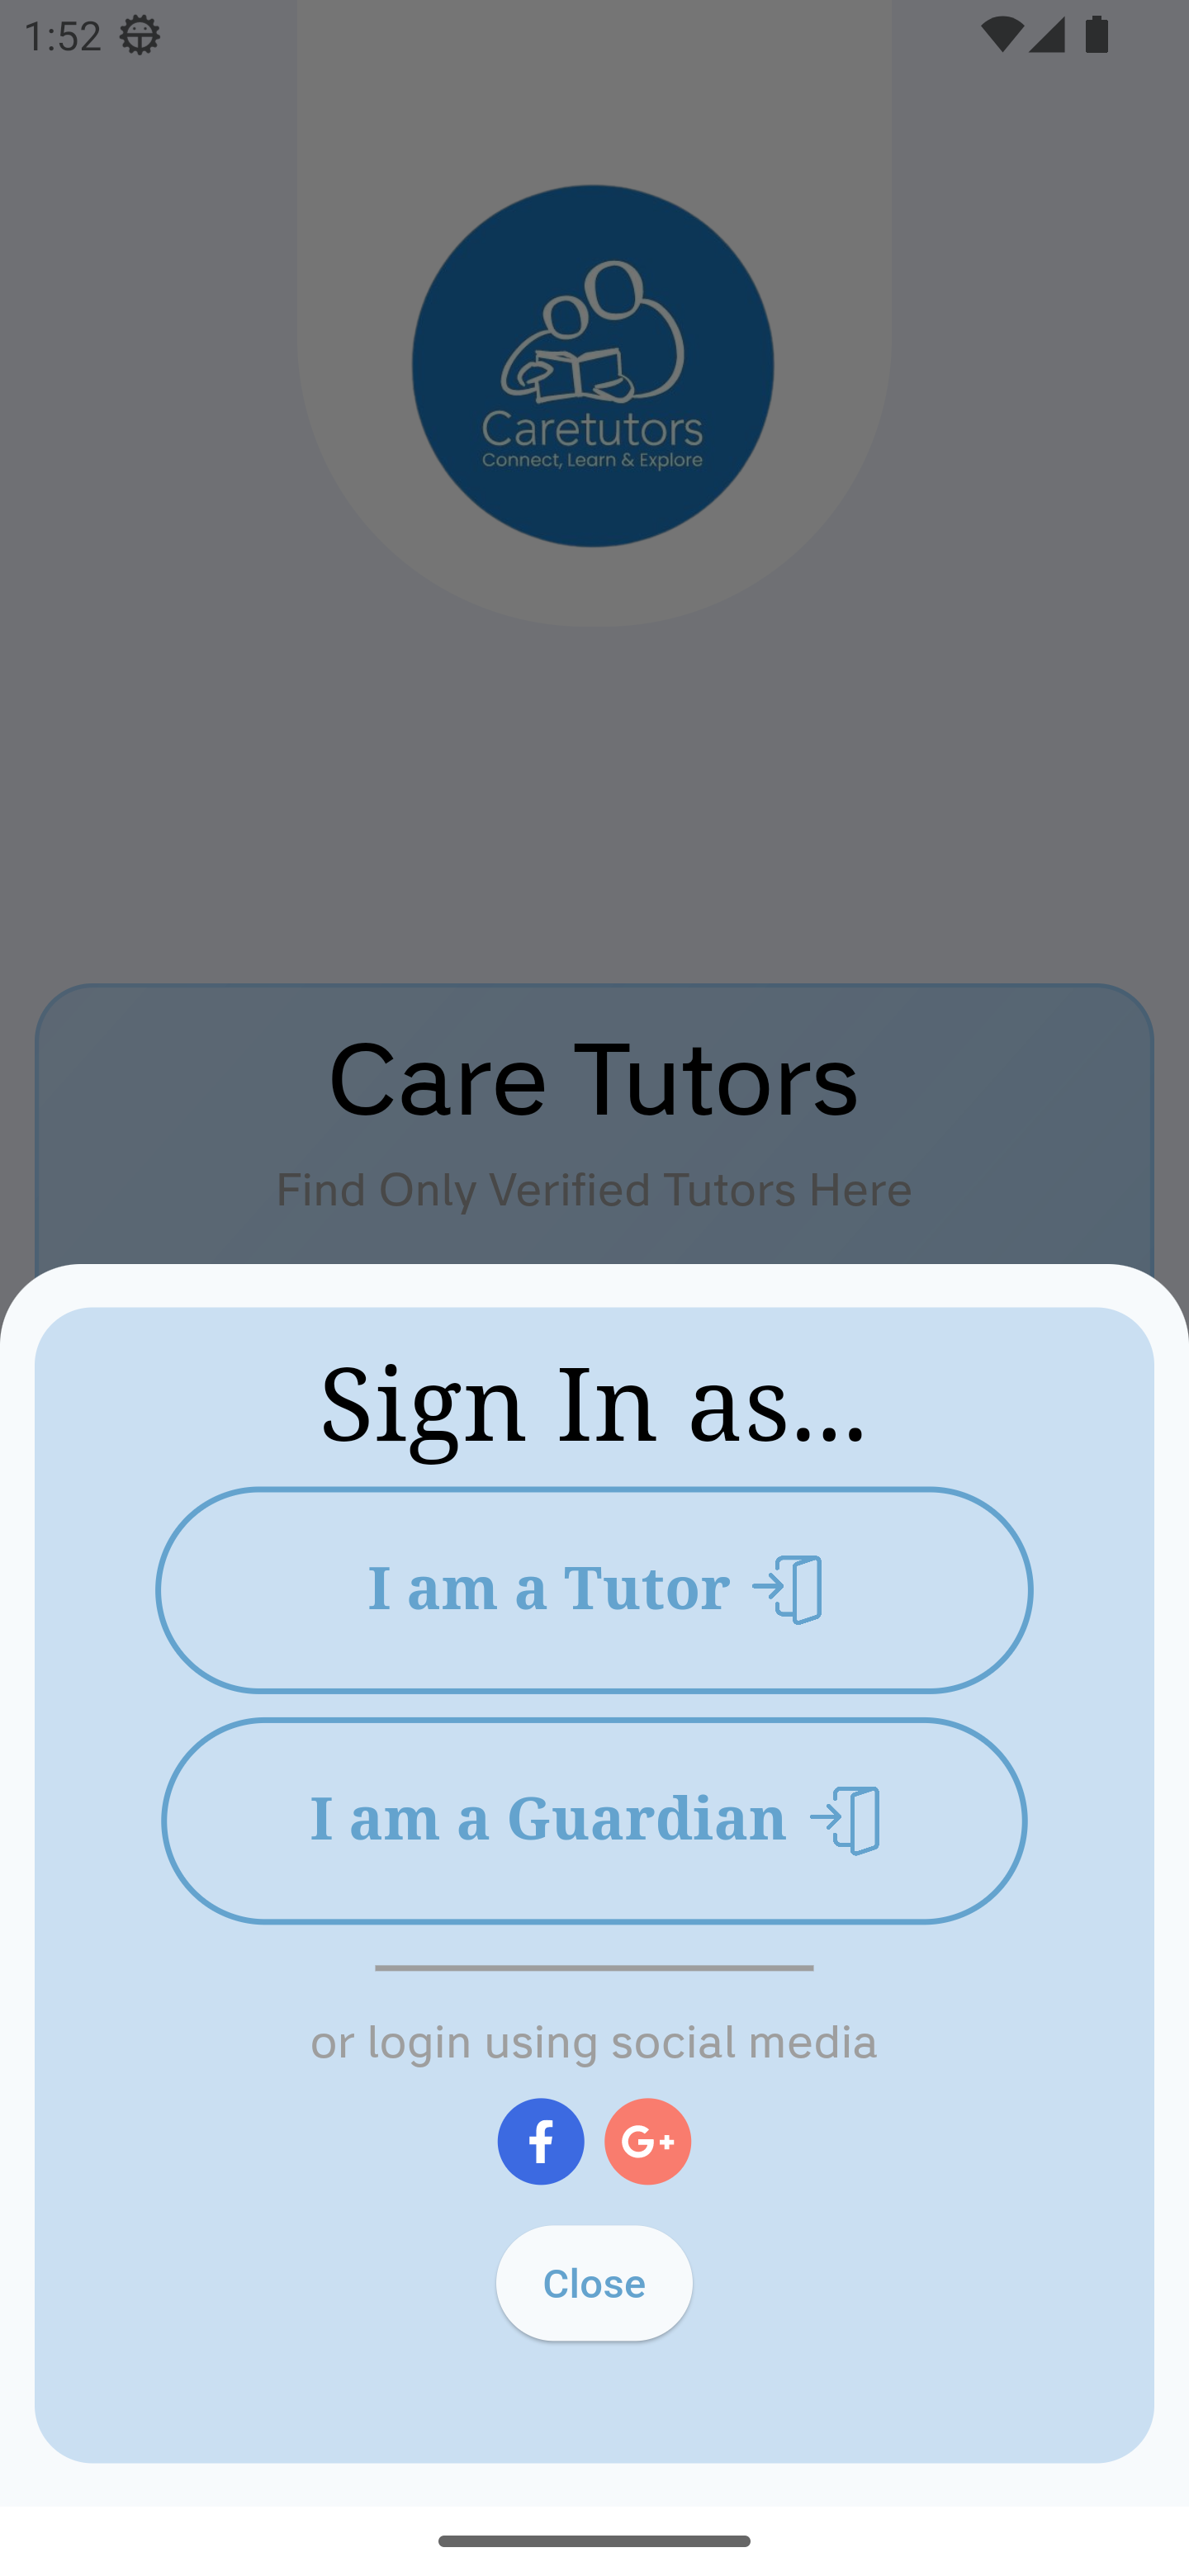 1:52
Caretutors
Connect, Learn & Explore
Care Tutors
Find Only Verified Tutors Here
Sign In as...
I am a Tutor
I am a Guardian
or login using social media
f G+
Close